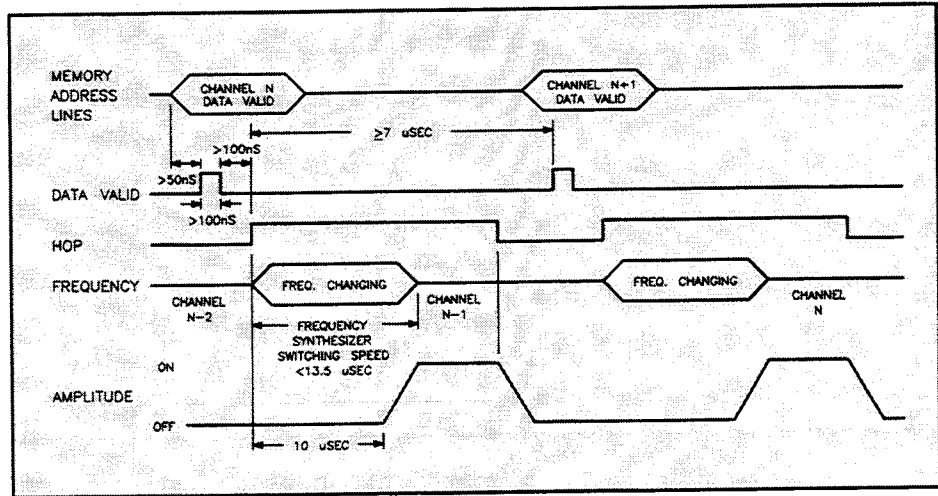 MEMORY
ADDRESS
LINES
CHANNEL N
DATA VALID
CHANNEL N+1
DATA VALID
≥7 uSEC
>100nS
>50nS
DATA VALID
>100nS
HOP
FREQUENCY
FREQ. CHANGING
FREQ. CHANGING
CHANNEL
N-2
CHANNEL
N-1
CHANNEL
N
FREQUENCY
SYNTHESIZER
SWITCHING SPEED
<13.5 uSEC
ON
AMPLITUDE
OFF
10 uSEC